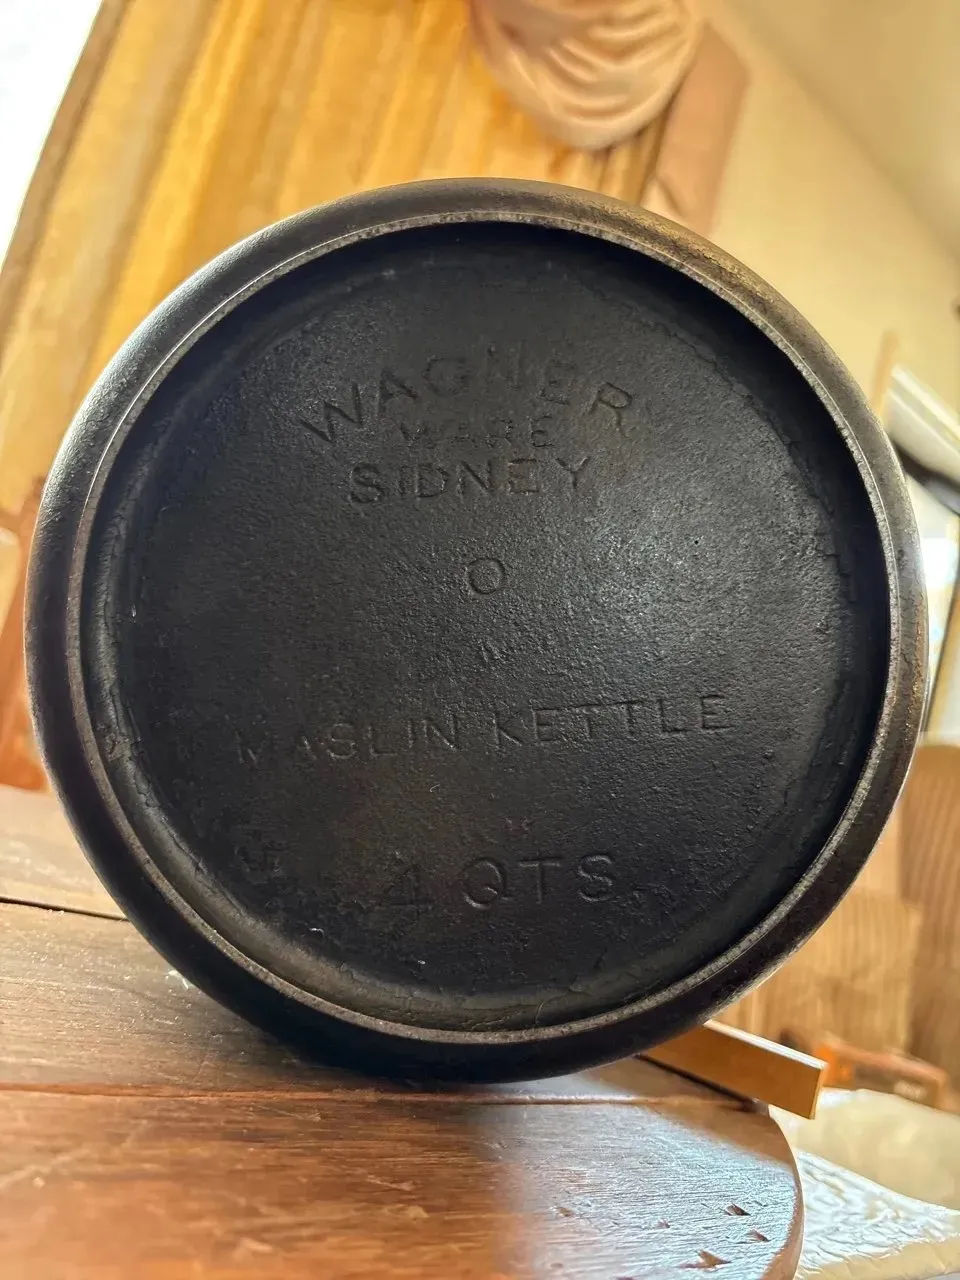 WAGNER
WARE
SIDNEY
O
MASLIN KETTLE
4 QTS.